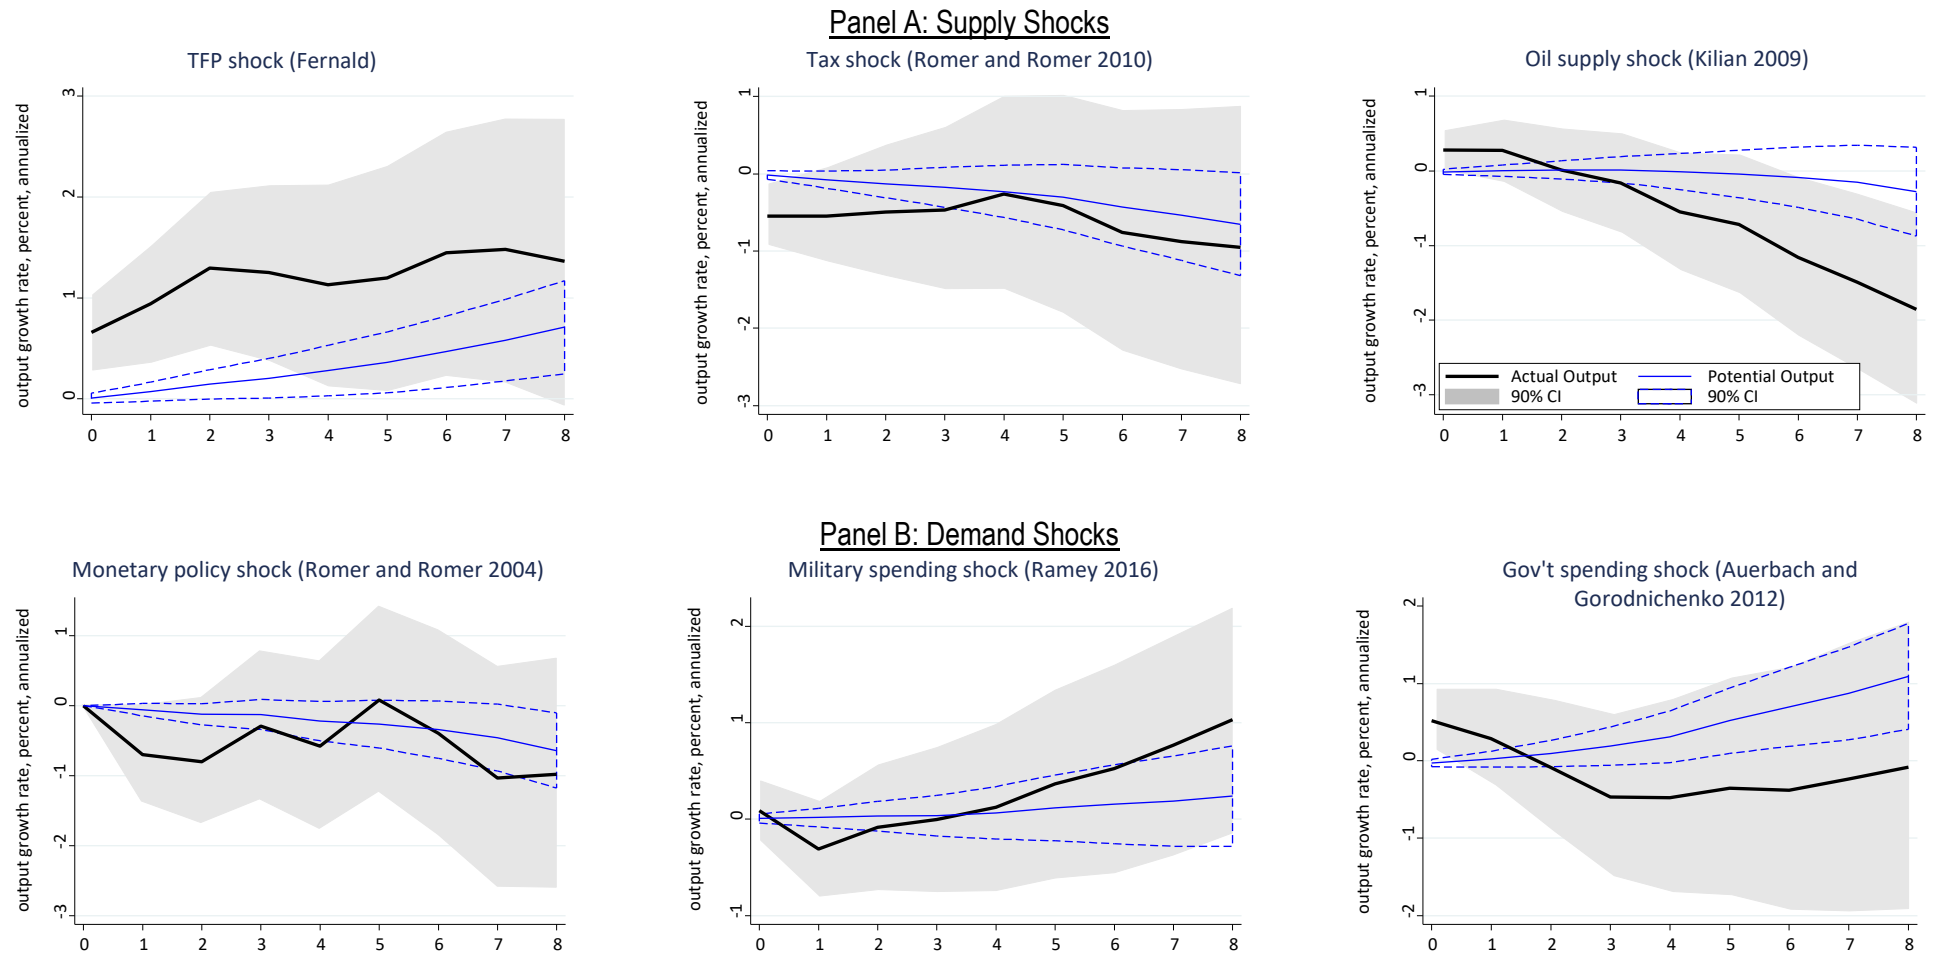 Panel A: Supply Shocks
TFP shock (Fernald)
output growth rate, percent, annualized
3
2
1
0
0 1 2 3 4 5 6 7 8
Tax shock (Romer and Romer 2010)
output growth rate, percent, annualized
1
0
-1
-2
-3
0 1 2 3 4 5 6 7 8
Oil supply shock (Kilian 2009)
output growth rate, percent, annualized
1
0
-1
-2
-3
Actual Output
Potential Output
90% CI
90% CI
0 1 2 3 4 5 6 7 8
Panel B: Demand Shocks
Monetary policy shock (Romer and Romer 2004)
output growth rate, percent, annualized
1
0
-1
-2
-3
0 1 2 3 4 5 6 7 8
Military spending shock (Ramey 2016)
output growth rate, percent, annualized
2
1
0
-1
0 1 2 3 4 5 6 7 8
Gov't spending shock (Auerbach and
Gorodnichenko 2012)
output growth rate, percent, annualized
2
1
0
-1
-2
0 1 2 3 4 5 6 7 8